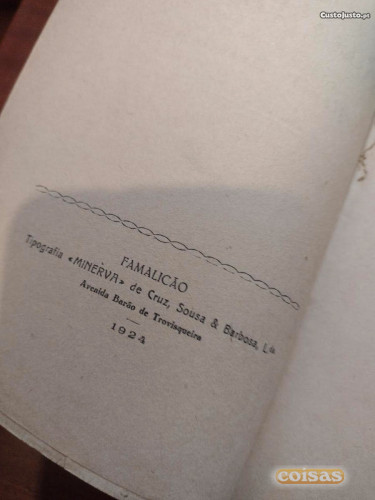 CustoJusto.pt
FAMALICÃO
Tipografia «MINERVA» de Cruz, Sousa & Barbosa, L.da
Avenida Barão de Trovisqueira
1924
coisas